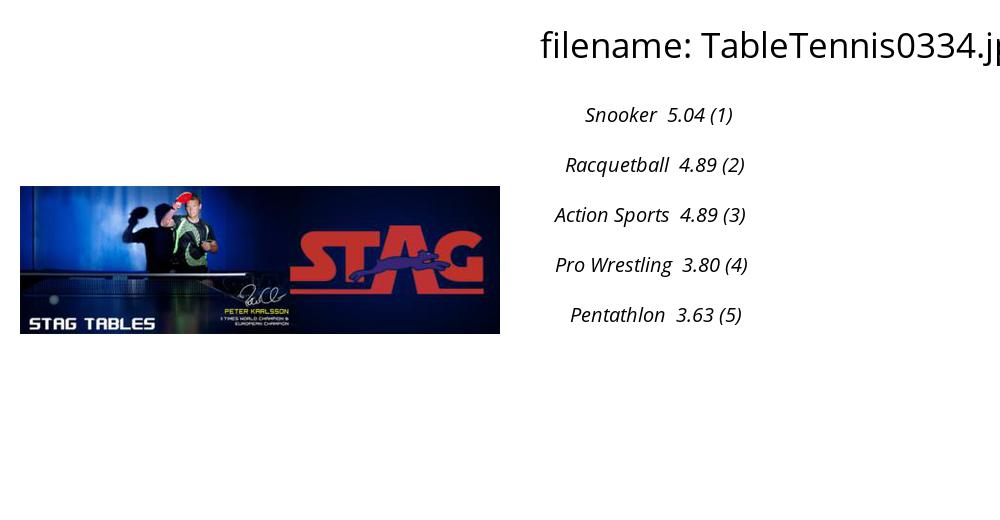 filename: TableTennis0334.jp
Snooker 5.04 (1)
Racquetball 4.89 (2)
Action Sports 4.89 (3)
Pro Wrestling 3.80 (4)
Pentathlon 3.63 (5)
STAG
PETER KARLSSON
TIMES WORLD CHAMPION &
EUROPEAN CHAMPION
STAG TABLES